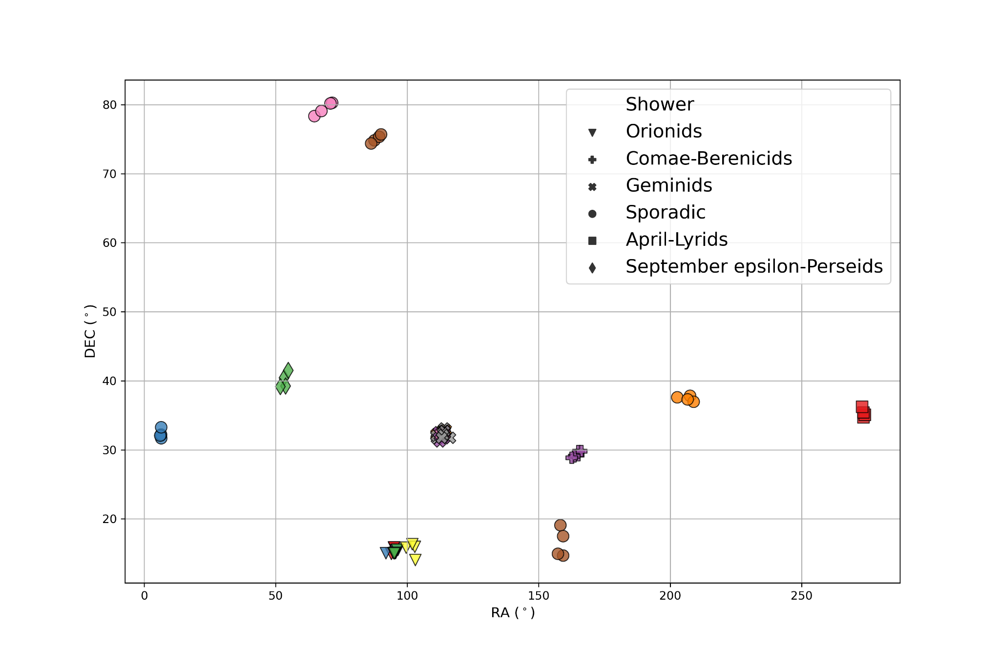 Shower
Orionids
Comae-Berenicids
Geminids
Sporadic
April-Lyrids
September epsilon-Perseids
80
70
60
50
40
30
20
DEC (°)
0 50 100 150 200 250
RA (°)